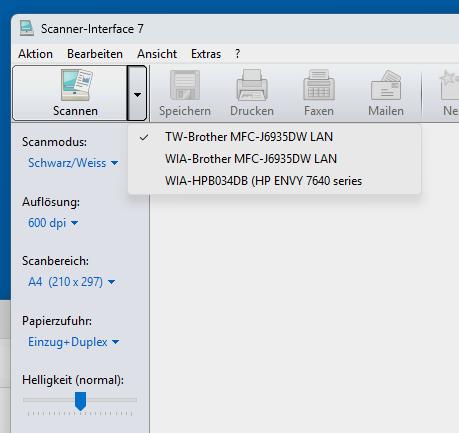 Scanner-Interface 7
Aktion Bearbeiten Ansicht Extras ?
Scannen Speichern Drucken Faxen Mailen
TW-Brother MFC-J6935DW LAN
WIA-Brother MFC-J6935DW LAN
WIA-HPB034DB (HP ENVY 7640 series
Scanmodus:
Schwarz/Weiss
Auflösung:
600 dpi
Scanbereich:
A4 (210 x 297)
Papierzufuhr:
Einzug+Duplex
Helligkeit (normal):